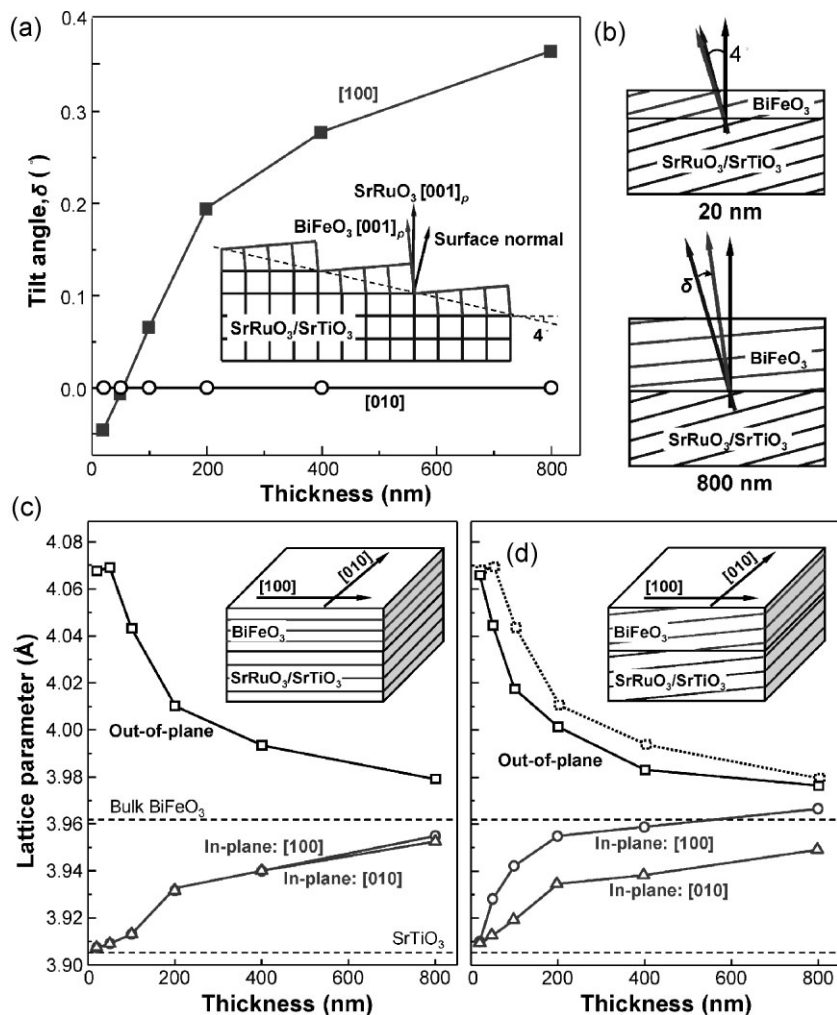 (a)
0.4
0.3
0.2
0.1
0.0
Tilt angle,δ (°)
[100]
SrRuO3 [001]ρ
BiFeO3 [001]ρ
Surface normal
SrRuO3/SrTiO3
4
[010]
0 200 400 600 800
Thickness (nm)
(b)
4
BiFeO3
SrRuO3/SrTiO3
20 nm
δ
BiFeO3
SrRuO3/SrTiO3
800 nm
(c)
4.08
4.06
4.04
4.02
4.00
3.98
3.96
3.94
3.92
3.90
Lattice parameter (Å)
[100]
[010]
BiFeO3
SrRuO3/SrTiO3
Out-of-plane
Bulk BiFeO3
In-plane: [100]
In-plane: [010]
SrTiO3
0 200 400 600 800
Thickness (nm)
(d)
[100]
[010]
BiFeO3
SrRuO3/SrTiO3
Out-of-plane
In-plane: [100]
In-plane: [010]
0 200 400 600 800
Thickness (nm)